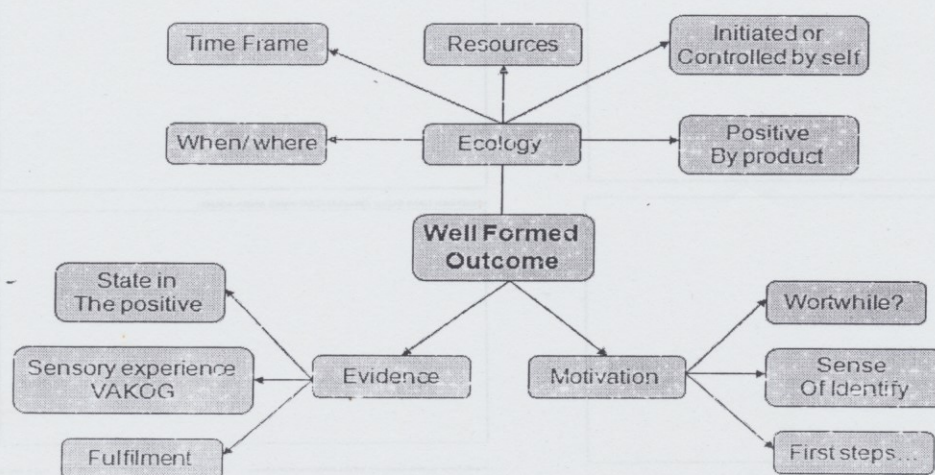 Time Frame
Resources
Initiated or
Controlled by self
When/ where
Ecology
Positive
By product
Well Formed
Outcome
State in
The positive
Wortwhile?
Sensory experience
VAKOG
Evidence
Motivation
Sense
Of Identify
Fulfilment
First steps...